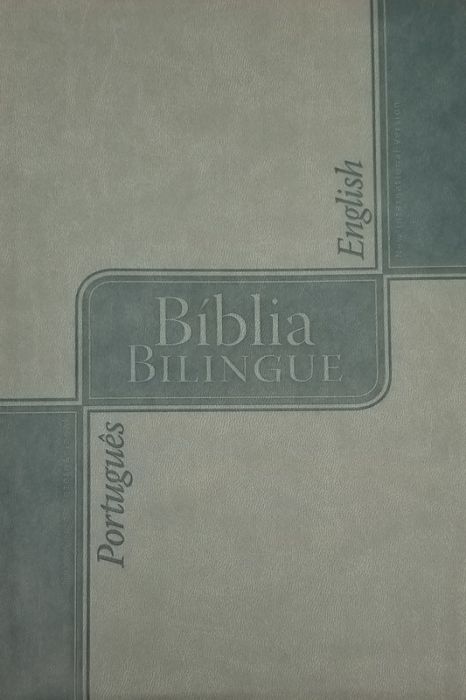 English
New International Version
Bíblia
BILINGUE
Português